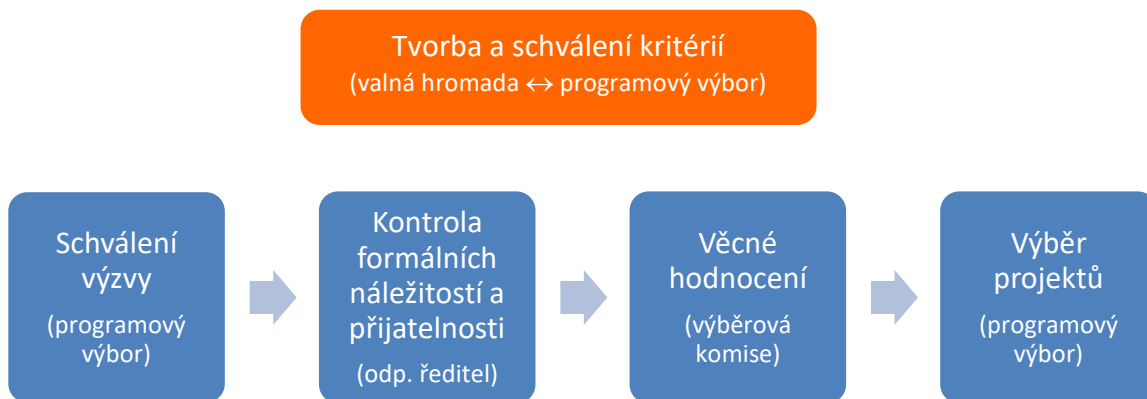 Tvorba a schválení kritérií
(valná hromada ↔ programový výbor)
Schválení
výzvy
(programový
výbor)
Kontrola
formálních
náležitostí a
přijatelnosti
(odp. ředitel)
Věcné
hodnocení
(výběrová
komise)
Výběr
projektů
(programový
výbor)